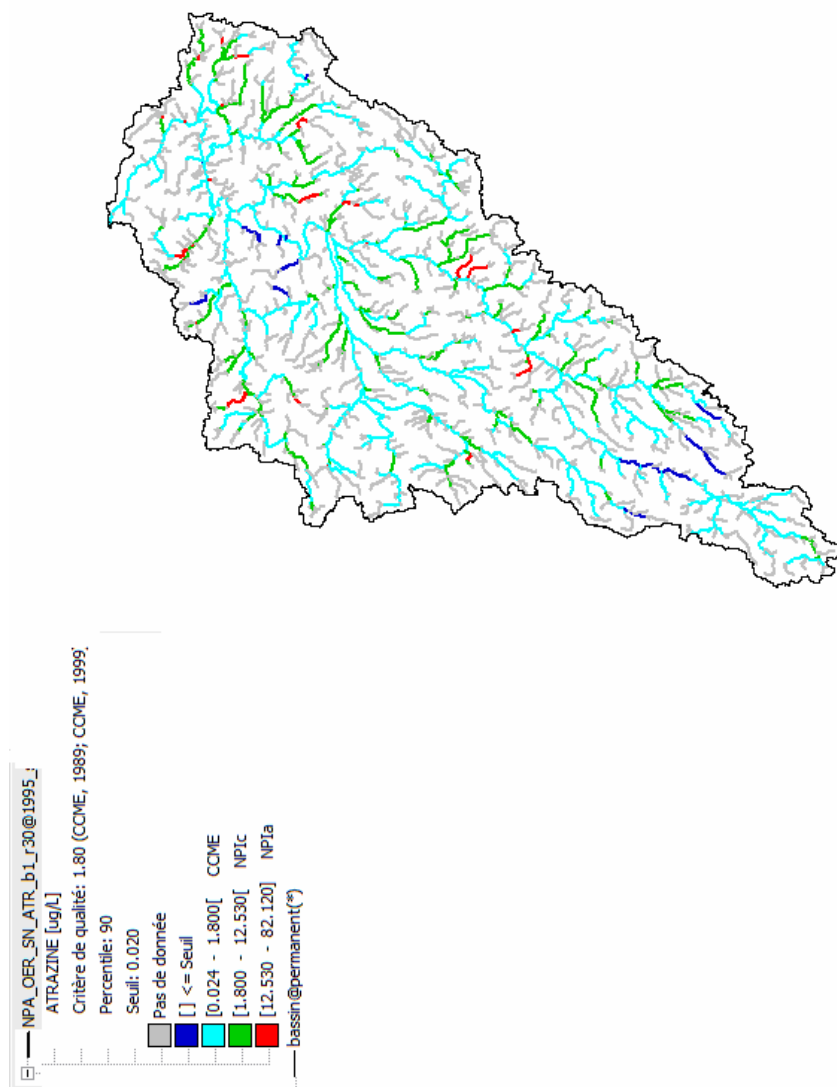 NPA_OER_SN_ATR_b1_r30@1995_
ATRAZINE [ug/L]
Critère de qualité: 1.80 (CCME, 1989; CCME, 1999
Percentile: 90
Seuil: 0.020
Pas de donnée
[] <= Seuil
[0.024 - 1.800[ CCME
[1.800 - 12.530[ NPIc
[12.530 - 82.120] NPIa
bassin@permanent(*)